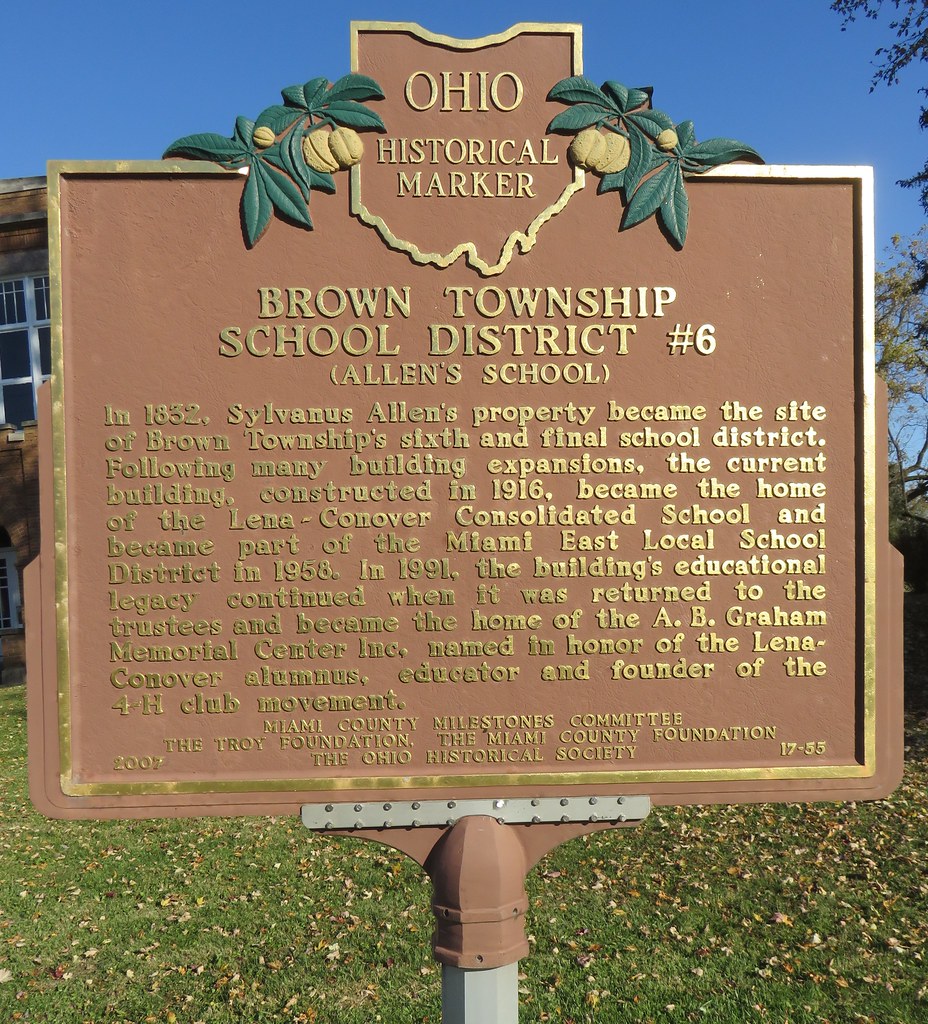 OHIO
HISTORICAL
MARKER
BROWN TOWNSHIP
SCHOOL DISTRICT #6
(ALLEN'S SCHOOL)
In 1832, Sylvanus Allen's property became the site
of Brown Township's sixth and final school district.
Following many building expansions, the current
building, constructed in 1916, became the home
of the Lena-Conover Consolidated School and
became part of the Miami East Local School
District in 1958. In 1991, the building's educational
legacy continued when it was returned to the
trustees and became the home of the A. B. Graham
Memorial Center Inc, named in honor of the Lena-
Conover alumnus, educator and founder of the
4-H club movement.
MIAMI COUNTY MILESTONES COMMITTEE
THE TROY FOUNDATION, THE MIAMI COUNTY FOUNDATION
2007 THE OHIO HISTORICAL SOCIETY 17-55